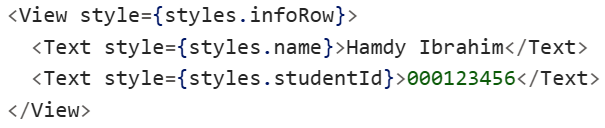 <View style={styles.infoRow}>
  <Text style={styles.name}>Hamdy Ibrahim</Text>
  <Text style={styles.studentId}>000123456</Text>
</View>